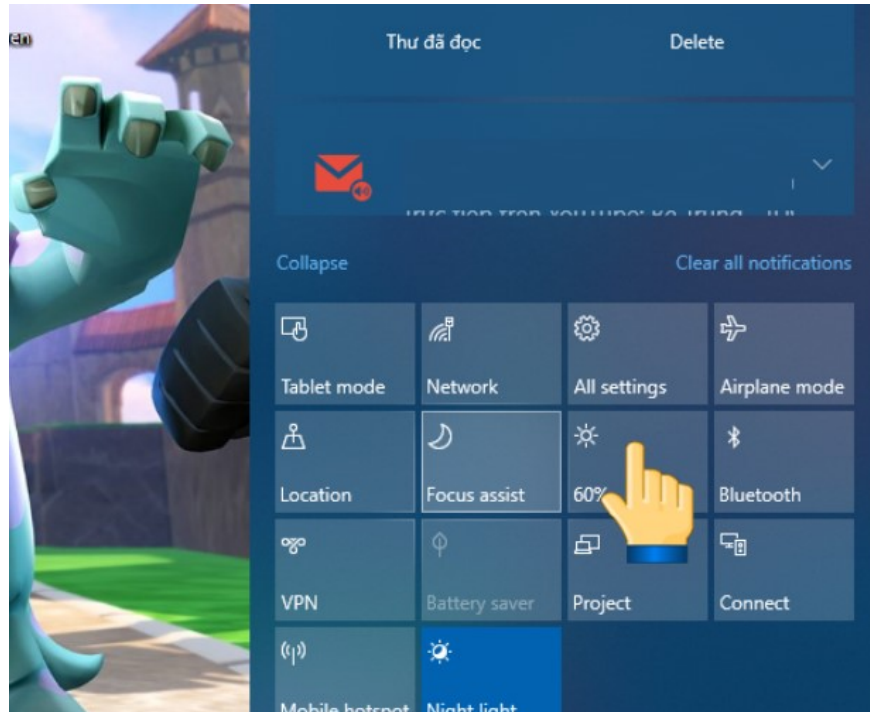 en
Thư đã đọc
Delete
Collapse
Clear all notifications
Tablet mode
Network
All settings
Airplane mode
Location
Focus assist
60%
Bluetooth
VPN
Battery saver
Project
Connect
Mobile hotspot
Night light